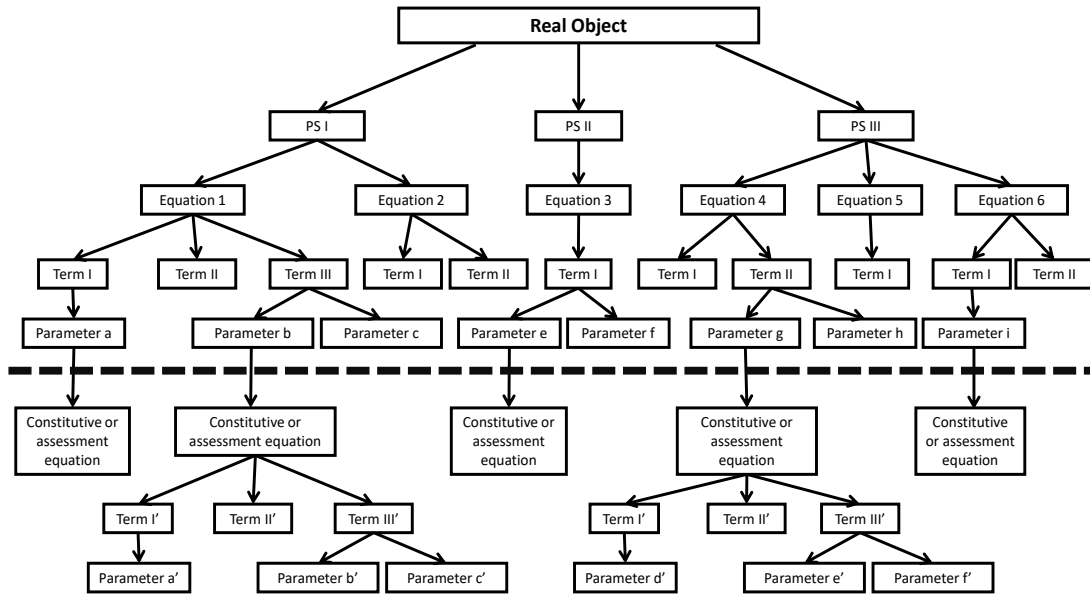 Real Object
PS I
PS II
PS III
Equation 1
Equation 2
Equation 3
Equation 4
Equation 5
Equation 6
Term I
Term II
Term III
Term I
Term II
Term I
Term I
Term II
Term I
Term I
Term II
Parameter a
Parameter b
Parameter c
Parameter e
Parameter f
Parameter g
Parameter h
Parameter i
Constitutive or
assessment
equation
Constitutive or
assessment equation
Constitutive or
assessment
equation
Constitutive or
assessment
equation
Constitutive
or assessment
equation
Term I’
Term II’
Term III’
Term I’
Term II’
Term III’
Parameter a’
Parameter b’
Parameter c’
Parameter d’
Parameter e’
Parameter f’